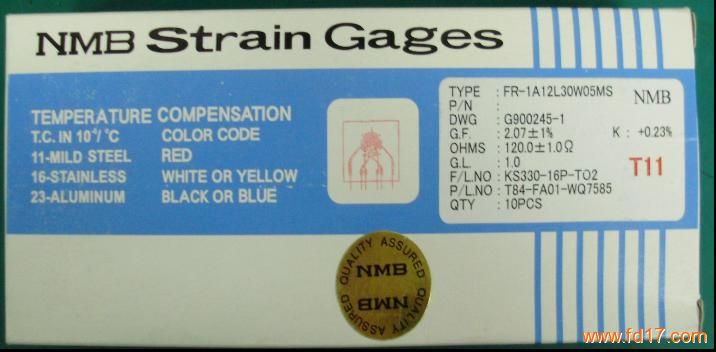 NMB Strain Gages
TEMPERATURE COMPENSATION
T.C. IN 10⁻⁶/°C COLOR CODE
11-MILD STEEL RED
16-STAINLESS WHITE OR YELLOW
23-ALUMINUM BLACK OR BLUE
TYPE : FR-1A12L30W05MS NMB
P/N :
DWG : G900245-1
G.F. : 2.07±1% K : +0.23%
OHMS : 120.0±1.0Ω
G.L. : 1.0
F/L.NO : KS330-16P-TO2
P/L.NO : T84-FA01-WQ7585
QTY : 10PCS
T11
QUALITY ASSURED
NMB
NMB
QUALITY ASSURED
www.fd17.com